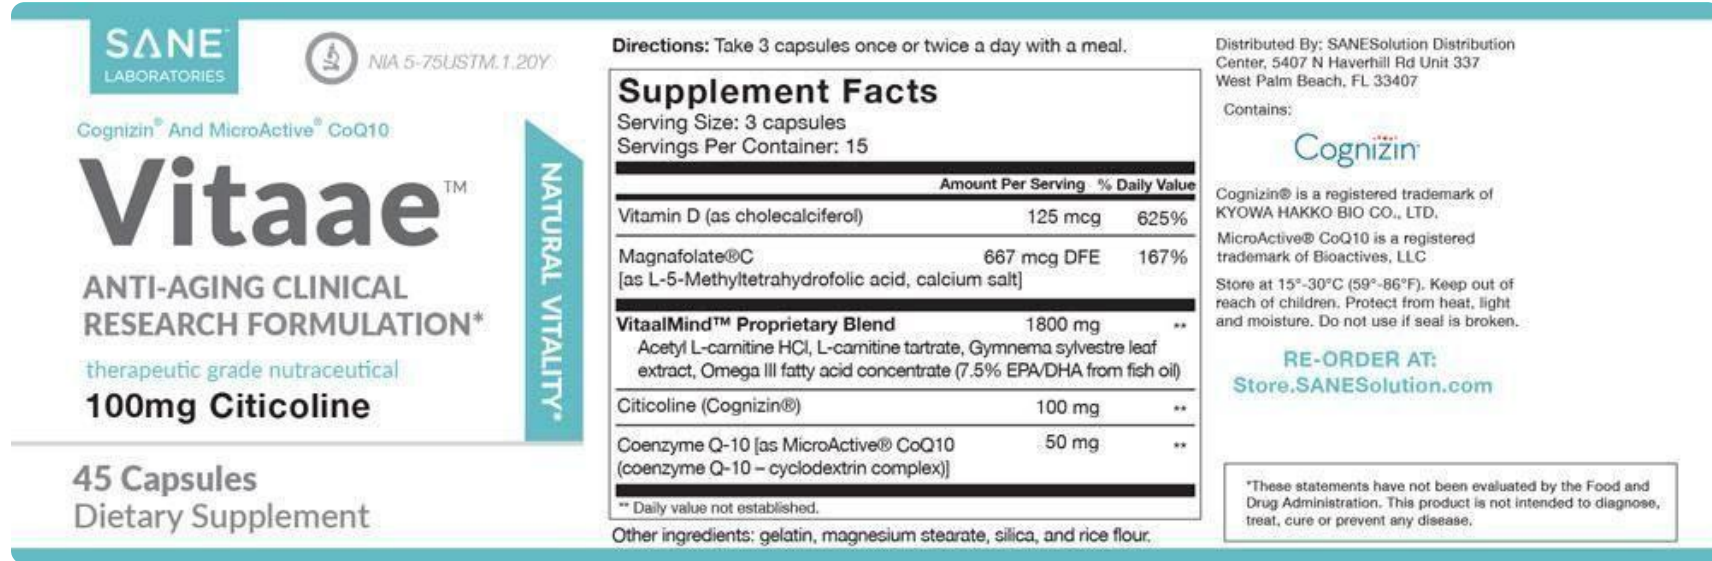 SANE™
LABORATORIES
NIA 5-75USTM.1.20Y
Cognizin® And MicroActive® CoQ10
Vitaae™
ANTI-AGING CLINICAL
RESEARCH FORMULATION*
therapeutic grade nutraceutical
100mg Citicoline
NATURAL VITALITY*
45 Capsules
Dietary Supplement
Directions: Take 3 capsules once or twice a day with a meal.
Supplement Facts
Serving Size: 3 capsules
Servings Per Container: 15
Amount Per Serving % Daily Value
Vitamin D (as cholecalciferol) 125 mcg 625%
Magnafolate®C 667 mcg DFE 167%
[as L-5-Methyltetrahydrofolic acid, calcium salt]
VitaalMind™ Proprietary Blend 1800 mg **
Acetyl L-carnitine HCl, L-carnitine tartrate, Gymnema sylvestre leaf
extract, Omega III fatty acid concentrate (7.5% EPA/DHA from fish oil)
Citicoline (Cognizin®) 100 mg **
Coenzyme Q-10 [as MicroActive® CoQ10 50 mg **
(coenzyme Q-10 – cyclodextrin complex)]
** Daily value not established.
Other ingredients: gelatin, magnesium stearate, silica, and rice flour.
Distributed By: SANESolution Distribution
Center, 5407 N Haverhill Rd Unit 337
West Palm Beach, FL 33407
Contains:
Cognizin
Cognizin® is a registered trademark of
KYOWA HAKKO BIO CO., LTD.
MicroActive® CoQ10 is a registered
trademark of Bioactives, LLC
Store at 15°-30°C (59°-86°F). Keep out of
reach of children. Protect from heat, light
and moisture. Do not use if seal is broken.
RE-ORDER AT:
Store.SANESolution.com
*These statements have not been evaluated by the Food and
Drug Administration. This product is not intended to diagnose,
treat, cure or prevent any disease.